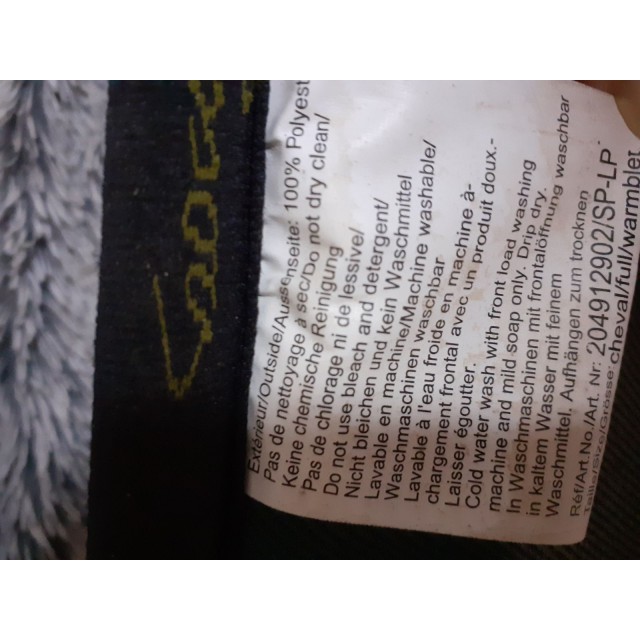 Extérieur/Outside/Aussenseite: 100% Polyest
Pas de nettoyage à sec/Do not dry clean/
Keine chemische Reinigung
Pas de chlorage ni de lessive/
Do not use bleach and detergent/
Nicht bleichen und kein Waschmittel
Lavable en machine/Machine washable/
Waschmaschinen waschbar
Lavable à l'eau froide en machine à-
chargement frontal avec un produit doux.-
Laisser égoutter.
Cold water wash with front load washing
machine and mild soap only. Drip dry.
In Waschmaschinen mit frontalöffnung waschbar
in kaltem Wasser mit feinem
Waschmittel. Aufhängen zum trocknen
Réf/Art.No./Art. Nr: 204912902/SP-LP
Taille/Size/Grösse: cheval/full/warmblet